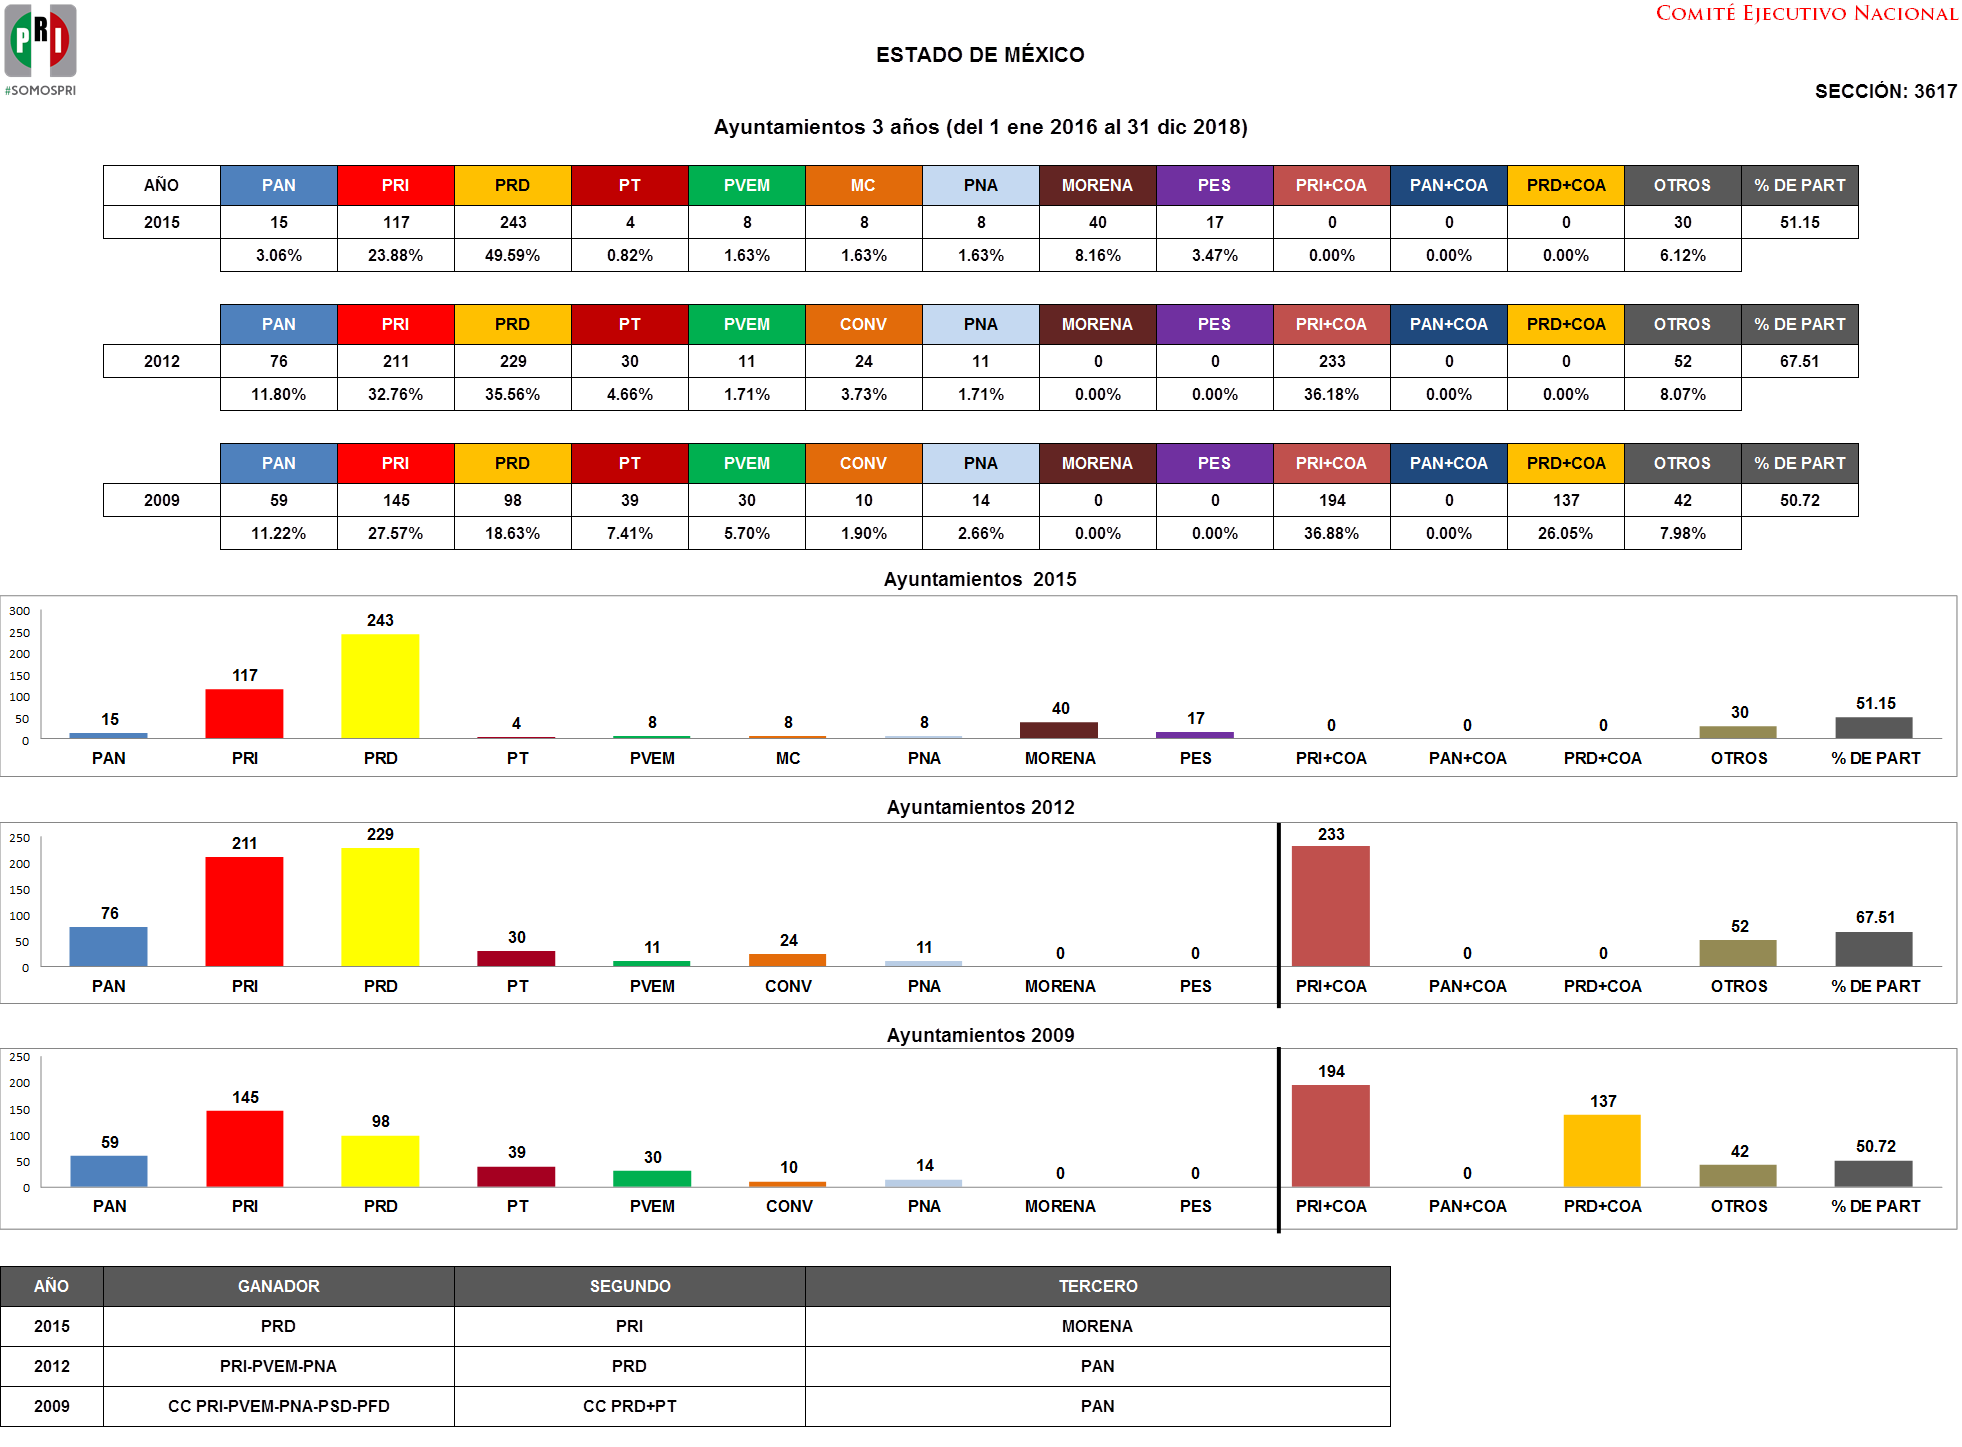 COMITÉ EJECUTIVO NACIONAL
PRI
#SOMOSPRI
ESTADO DE MÉXICO
SECCIÓN: 3617
Ayuntamientos 3 años (del 1 ene 2016 al 31 dic 2018)
AÑO PAN PRI PRD PT PVEM MC PNA MORENA PES PRI+COA PAN+COA PRD+COA OTROS % DE PART
2015 15 117 243 4 8 8 8 40 17 0 0 0 30 51.15
3.06% 23.88% 49.59% 0.82% 1.63% 1.63% 1.63% 8.16% 3.47% 0.00% 0.00% 0.00% 6.12%
PAN PRI PRD PT PVEM CONV PNA MORENA PES PRI+COA PAN+COA PRD+COA OTROS % DE PART
2012 76 211 229 30 11 24 11 0 0 233 0 0 52 67.51
11.80% 32.76% 35.56% 4.66% 1.71% 3.73% 1.71% 0.00% 0.00% 36.18% 0.00% 0.00% 8.07%
PAN PRI PRD PT PVEM CONV PNA MORENA PES PRI+COA PAN+COA PRD+COA OTROS % DE PART
2009 59 145 98 39 30 10 14 0 0 194 0 137 42 50.72
11.22% 27.57% 18.63% 7.41% 5.70% 1.90% 2.66% 0.00% 0.00% 36.88% 0.00% 26.05% 7.98%
Ayuntamientos 2015
300
250
200
150
100
50
0
15 117 243 4 8 8 8 40 17 0 0 0 30 51.15
PAN PRI PRD PT PVEM MC PNA MORENA PES PRI+COA PAN+COA PRD+COA OTROS % DE PART
Ayuntamientos 2012
250
200
150
100
50
0
76 211 229 30 11 24 11 0 0 233 0 0 52 67.51
PAN PRI PRD PT PVEM CONV PNA MORENA PES PRI+COA PAN+COA PRD+COA OTROS % DE PART
Ayuntamientos 2009
250
200
150
100
50
0
59 145 98 39 30 10 14 0 0 194 0 137 42 50.72
PAN PRI PRD PT PVEM CONV PNA MORENA PES PRI+COA PAN+COA PRD+COA OTROS % DE PART
AÑO GANADOR SEGUNDO TERCERO
2015 PRD PRI MORENA
2012 PRI-PVEM-PNA PRD PAN
2009 CC PRI-PVEM-PNA-PSD-PFD CC PRD+PT PAN